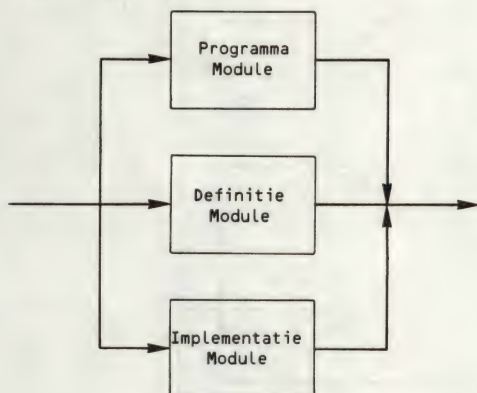 Programma
Module
Definitie
Module
Implementatie
Module